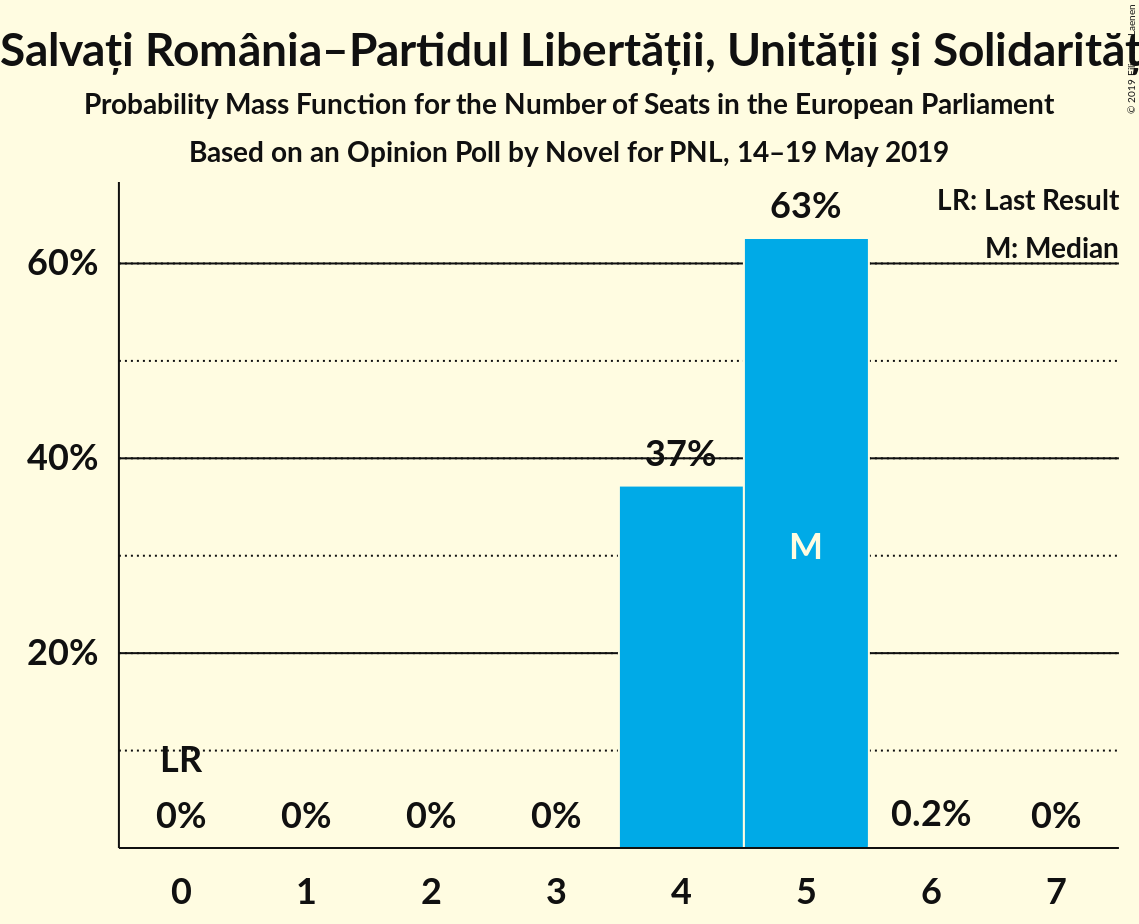 Salvați România–Partidul Libertății, Unității și Solidarităț
Probability Mass Function for the Number of Seats in the European Parliament
Based on an Opinion Poll by Novel for PNL, 14–19 May 2019
© 2019
LR: Last Result
M: Median
63%
60%
37%
40%
M
20%
LR
0% 0% 0% 0% 0.2% 0%
0 1 2 3 4 5 6 7